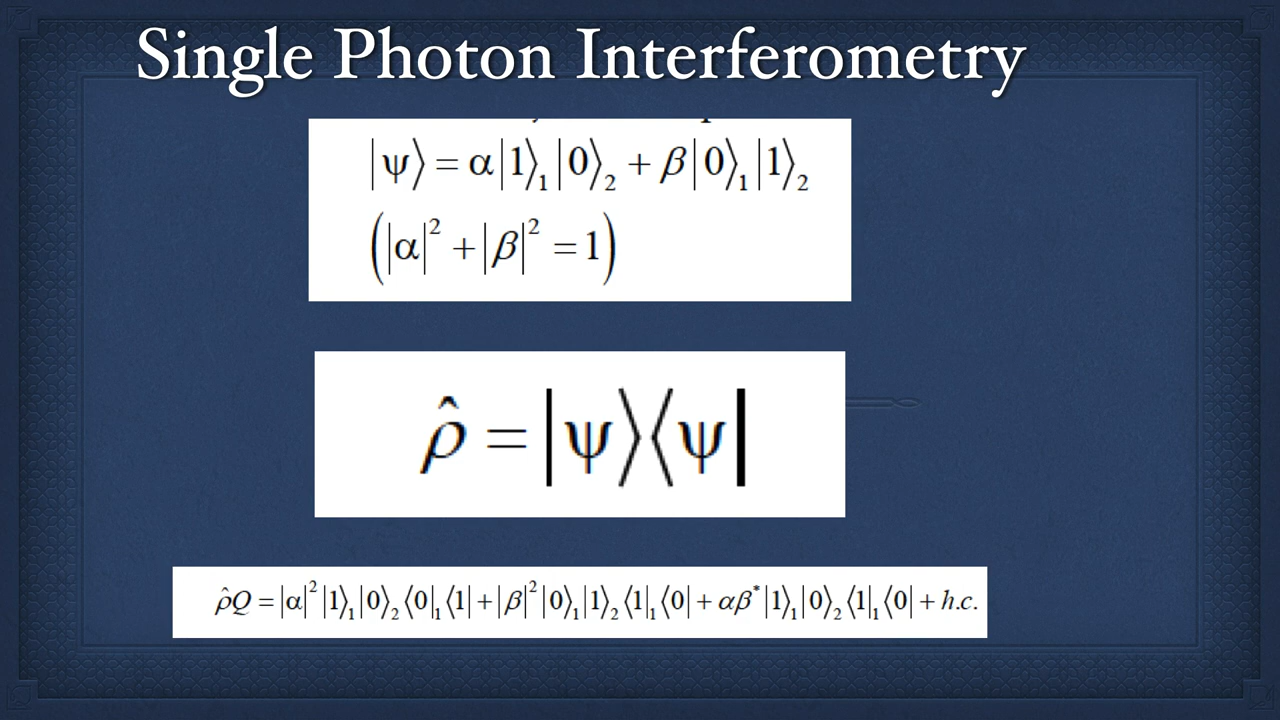 Single Photon Interferometry
|ψ⟩ = α|1⟩₁|0⟩₂ + β|0⟩₁|1⟩₂
(|α|² + |β|² = 1)
ρ̂ = |ψ⟩⟨ψ|
ρ̂Q = |α|²|1⟩₁|0⟩₂⟨0|₁⟨1| + |β|²|0⟩₁|1⟩₂⟨1|₁⟨0| + αβ*|1⟩₁|0⟩₂⟨1|₁⟨0| + h.c.